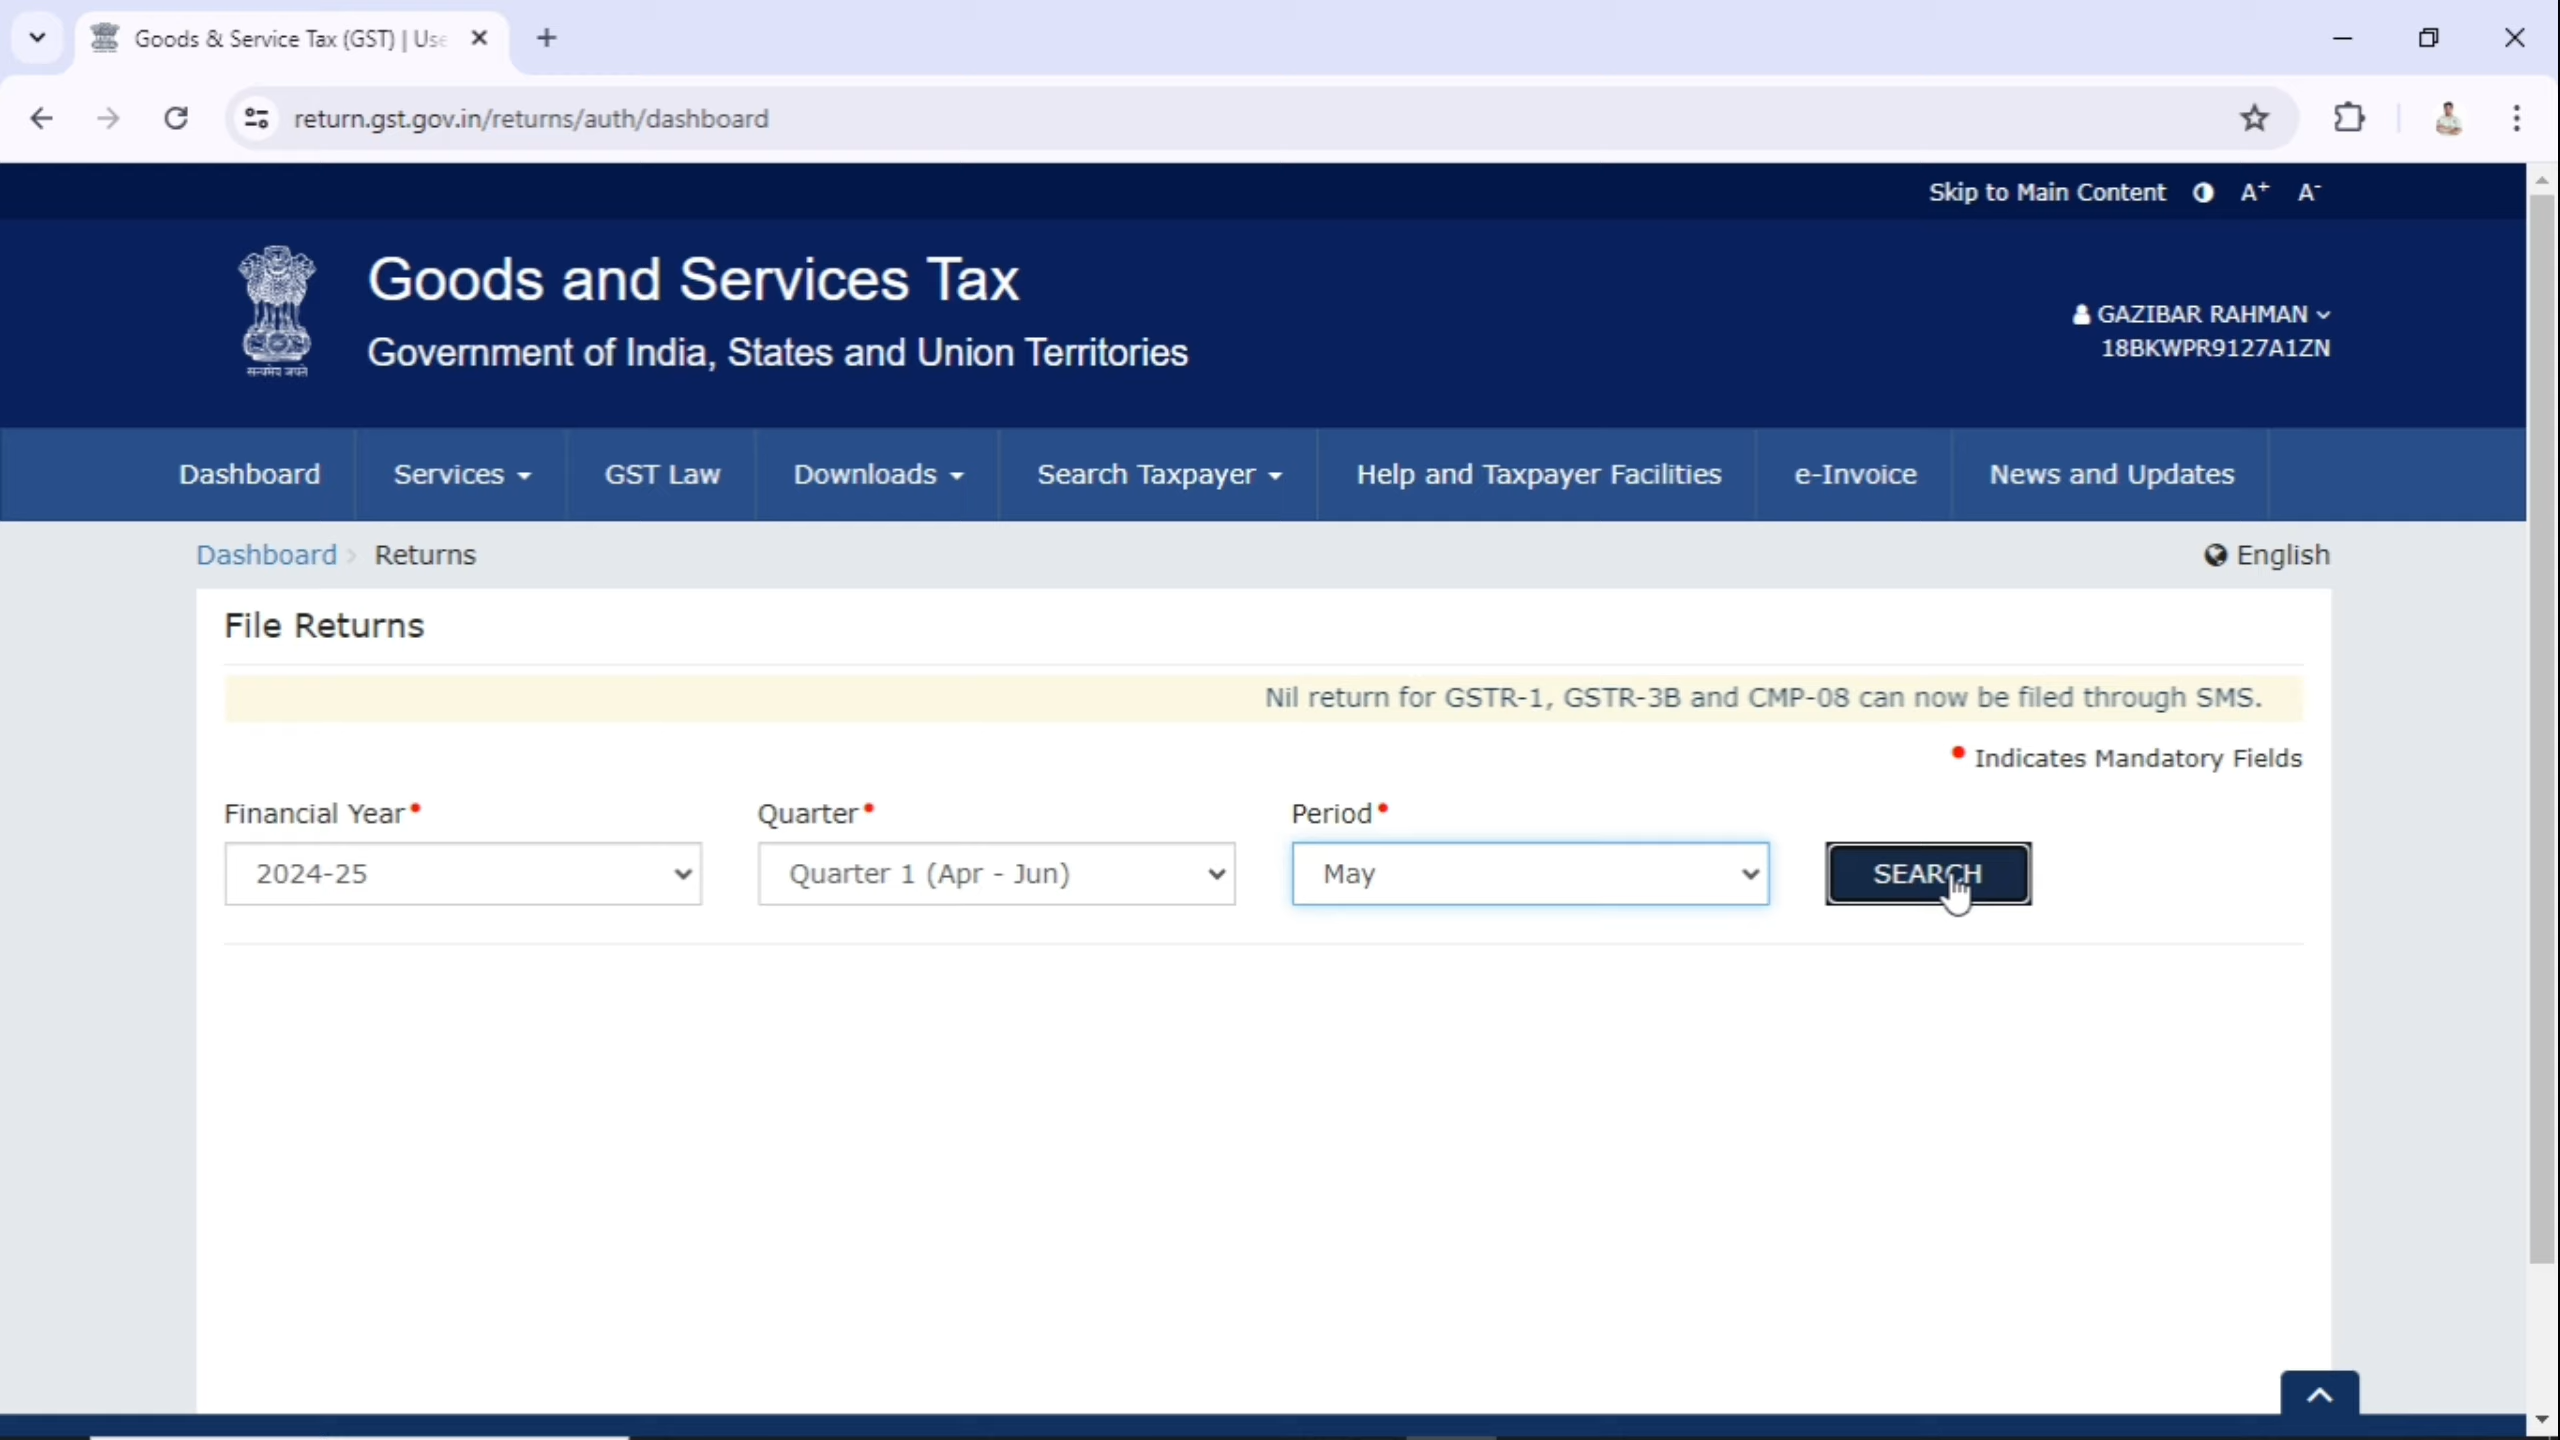 Goods & Service Tax (GST) | Use
return.gst.gov.in/returns/auth/dashboard
Skip to Main Content A+ A-
Goods and Services Tax
Government of India, States and Union Territories
सत्यमेव जयते
GAZIBAR RAHMAN
18BKWPR9127A1ZN
Dashboard Services GST Law Downloads Search Taxpayer Help and Taxpayer Facilities e-Invoice News and Updates
Dashboard Returns English
File Returns
Nil return for GSTR-1, GSTR-3B and CMP-08 can now be filed through SMS.
Indicates Mandatory Fields
Financial Year Quarter Period
2024-25 Quarter 1 (Apr - Jun) May SEARCH